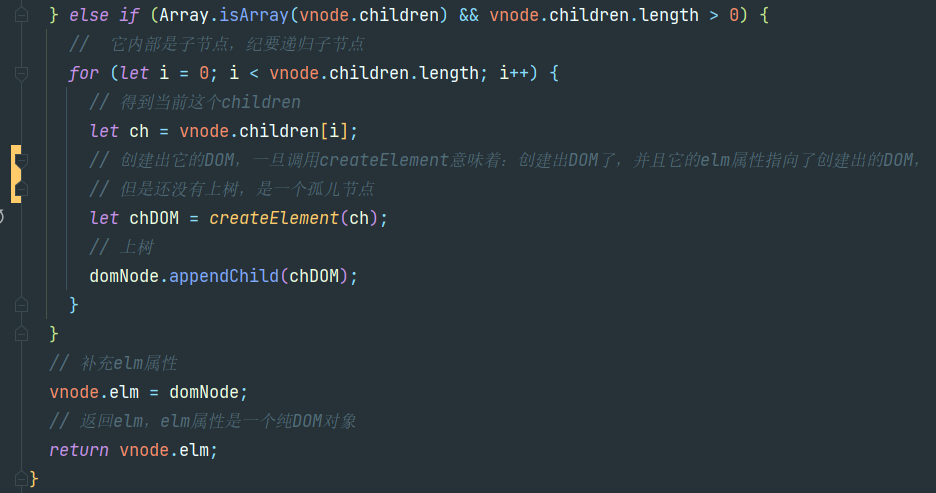 } else if (Array.isArray(vnode.children) && vnode.children.length > 0) {
// 它内部是子节点，纪要递归子节点
for (let i = 0; i < vnode.children.length; i++) {
// 得到当前这个children
let ch = vnode.children[i];
// 创建出它的DOM，一旦调用createElement意味着：创建出DOM了，并且它的elm属性指向了创建出的DOM，
// 但是还没有上树，是一个孤儿节点
let chDOM = createElement(ch);
// 上树
domNode.appendChild(chDOM);
}
}
// 补充elm属性
vnode.elm = domNode;
// 返回elm，elm属性是一个纯DOM对象
return vnode.elm;
}